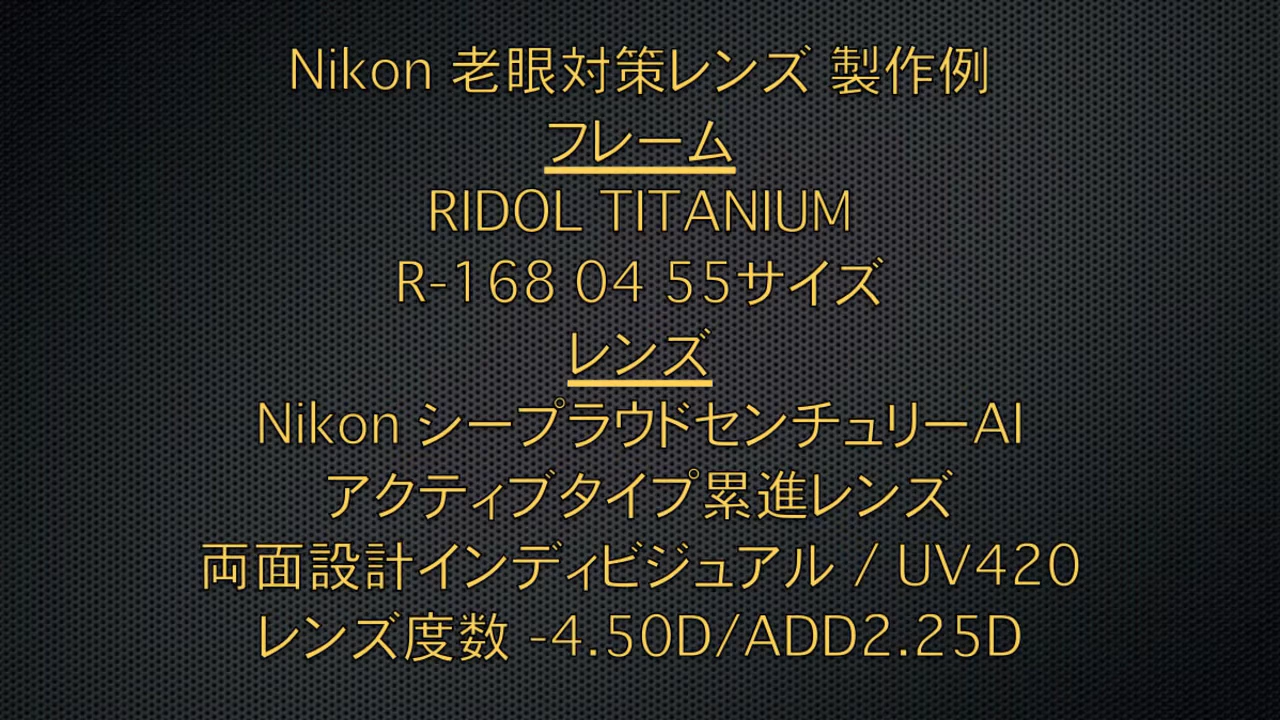 Nikon 老眼対策レンズ 製作例
フレーム
RIDOL TITANIUM
R-168 04 55サイズ
レンズ
Nikon シープラウドセンチュリーAI
アクティブタイプ累進レンズ
両面設計インディビジュアル / UV420
レンズ度数 -4.50D/ADD2.25D